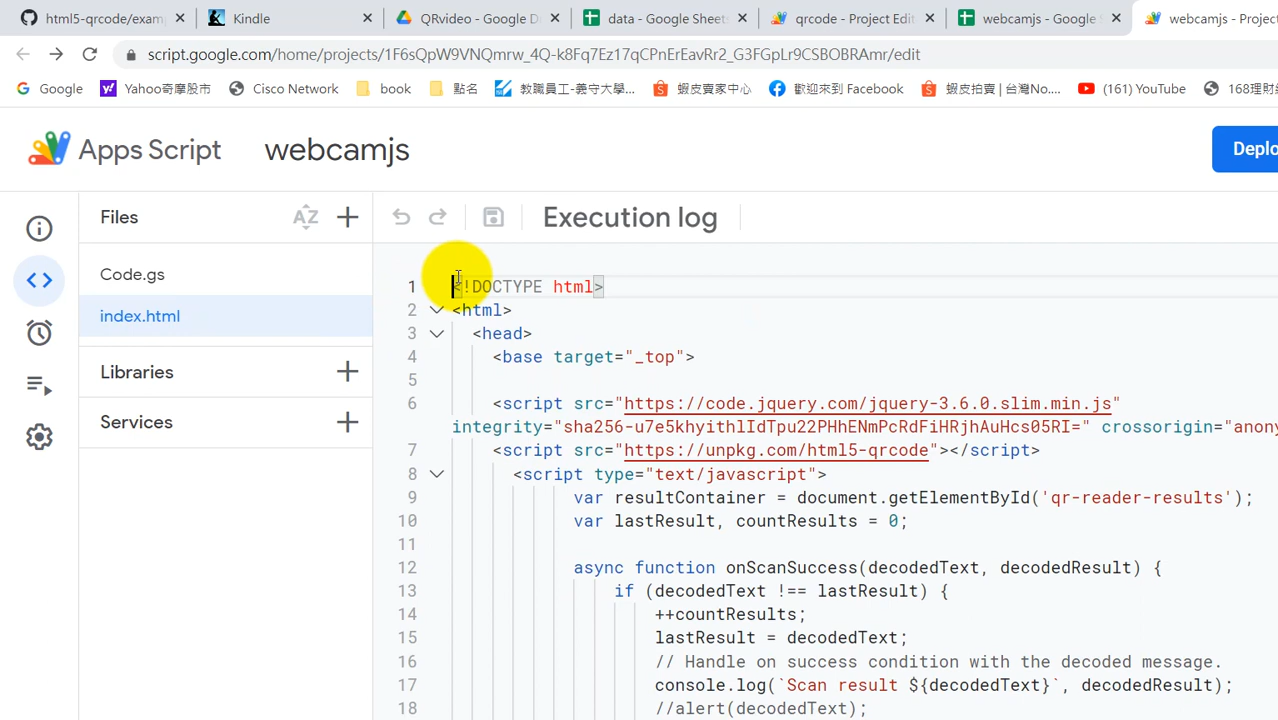 html5-qrcode/exam
Kindle
QRvideo - Google D
data - Google Sheets
qrcode - Project Edit
webcamjs - Google
webcamjs - Project
script.google.com/home/projects/1F6sQpW9VNQmrw_4Q-k8Fq7Ez17qCPnErEavRr2_G3FGpLr9CSBOBRAmr/edit
Google
Yahoo奇摩股市
Cisco Network
book
點名
教職員工-義守大學...
蝦皮賣家中心
歡迎來到 Facebook
蝦皮拍賣 | 台灣No....
(161) YouTube
168理財
Apps Script
webcamjs
Deplo
Files
AZ
Execution log
Code.gs
index.html
Libraries
Services
1 <!DOCTYPE html>
2 <html>
3 <head>
4 <base target="_top">
5
6 <script src="https://code.jquery.com/jquery-3.6.0.slim.min.js"
integrity="sha256-u7e5khyithlIdTpu22PHhENmPcRdFiHRjhAuHcs05RI=" crossorigin="anony
7 <script src="https://unpkg.com/html5-qrcode"></script>
8 <script type="text/javascript">
9 var resultContainer = document.getElementById('qr-reader-results');
10 var lastResult, countResults = 0;
11
12 async function onScanSuccess(decodedText, decodedResult) {
13 if (decodedText !== lastResult) {
14 ++countResults;
15 lastResult = decodedText;
16 // Handle on success condition with the decoded message.
17 console.log(`Scan result ${decodedText}`, decodedResult);
18 //alert(decodedText);